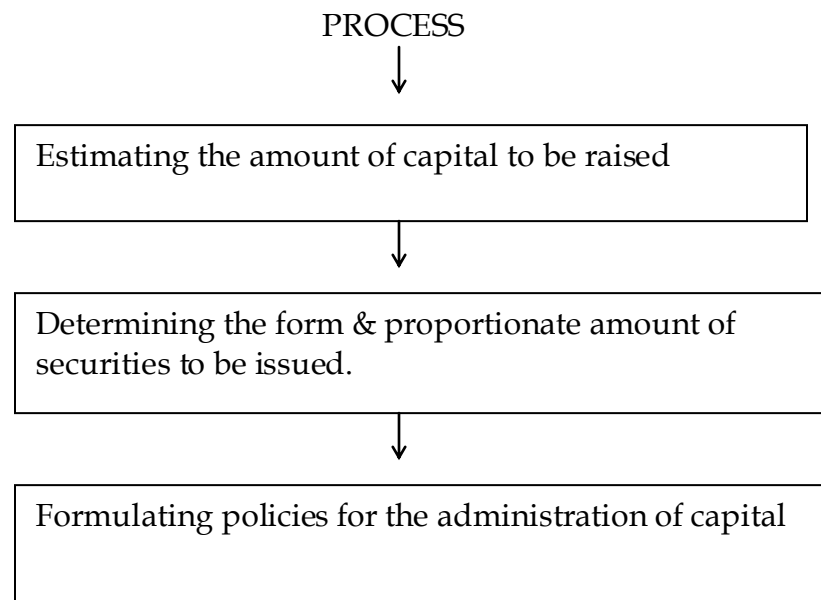 PROCESS
Estimating the amount of capital to be raised
Determining the form & proportionate amount of
securities to be issued.
Formulating policies for the administration of capital